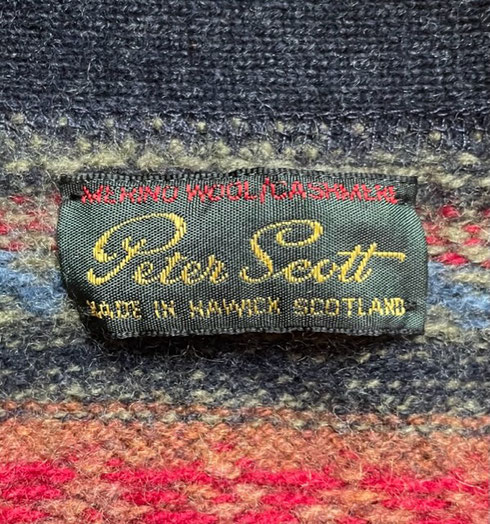 MERINO WOOL/CASHMERE
Peter Scott
MADE IN HAWICK SCOTLAND